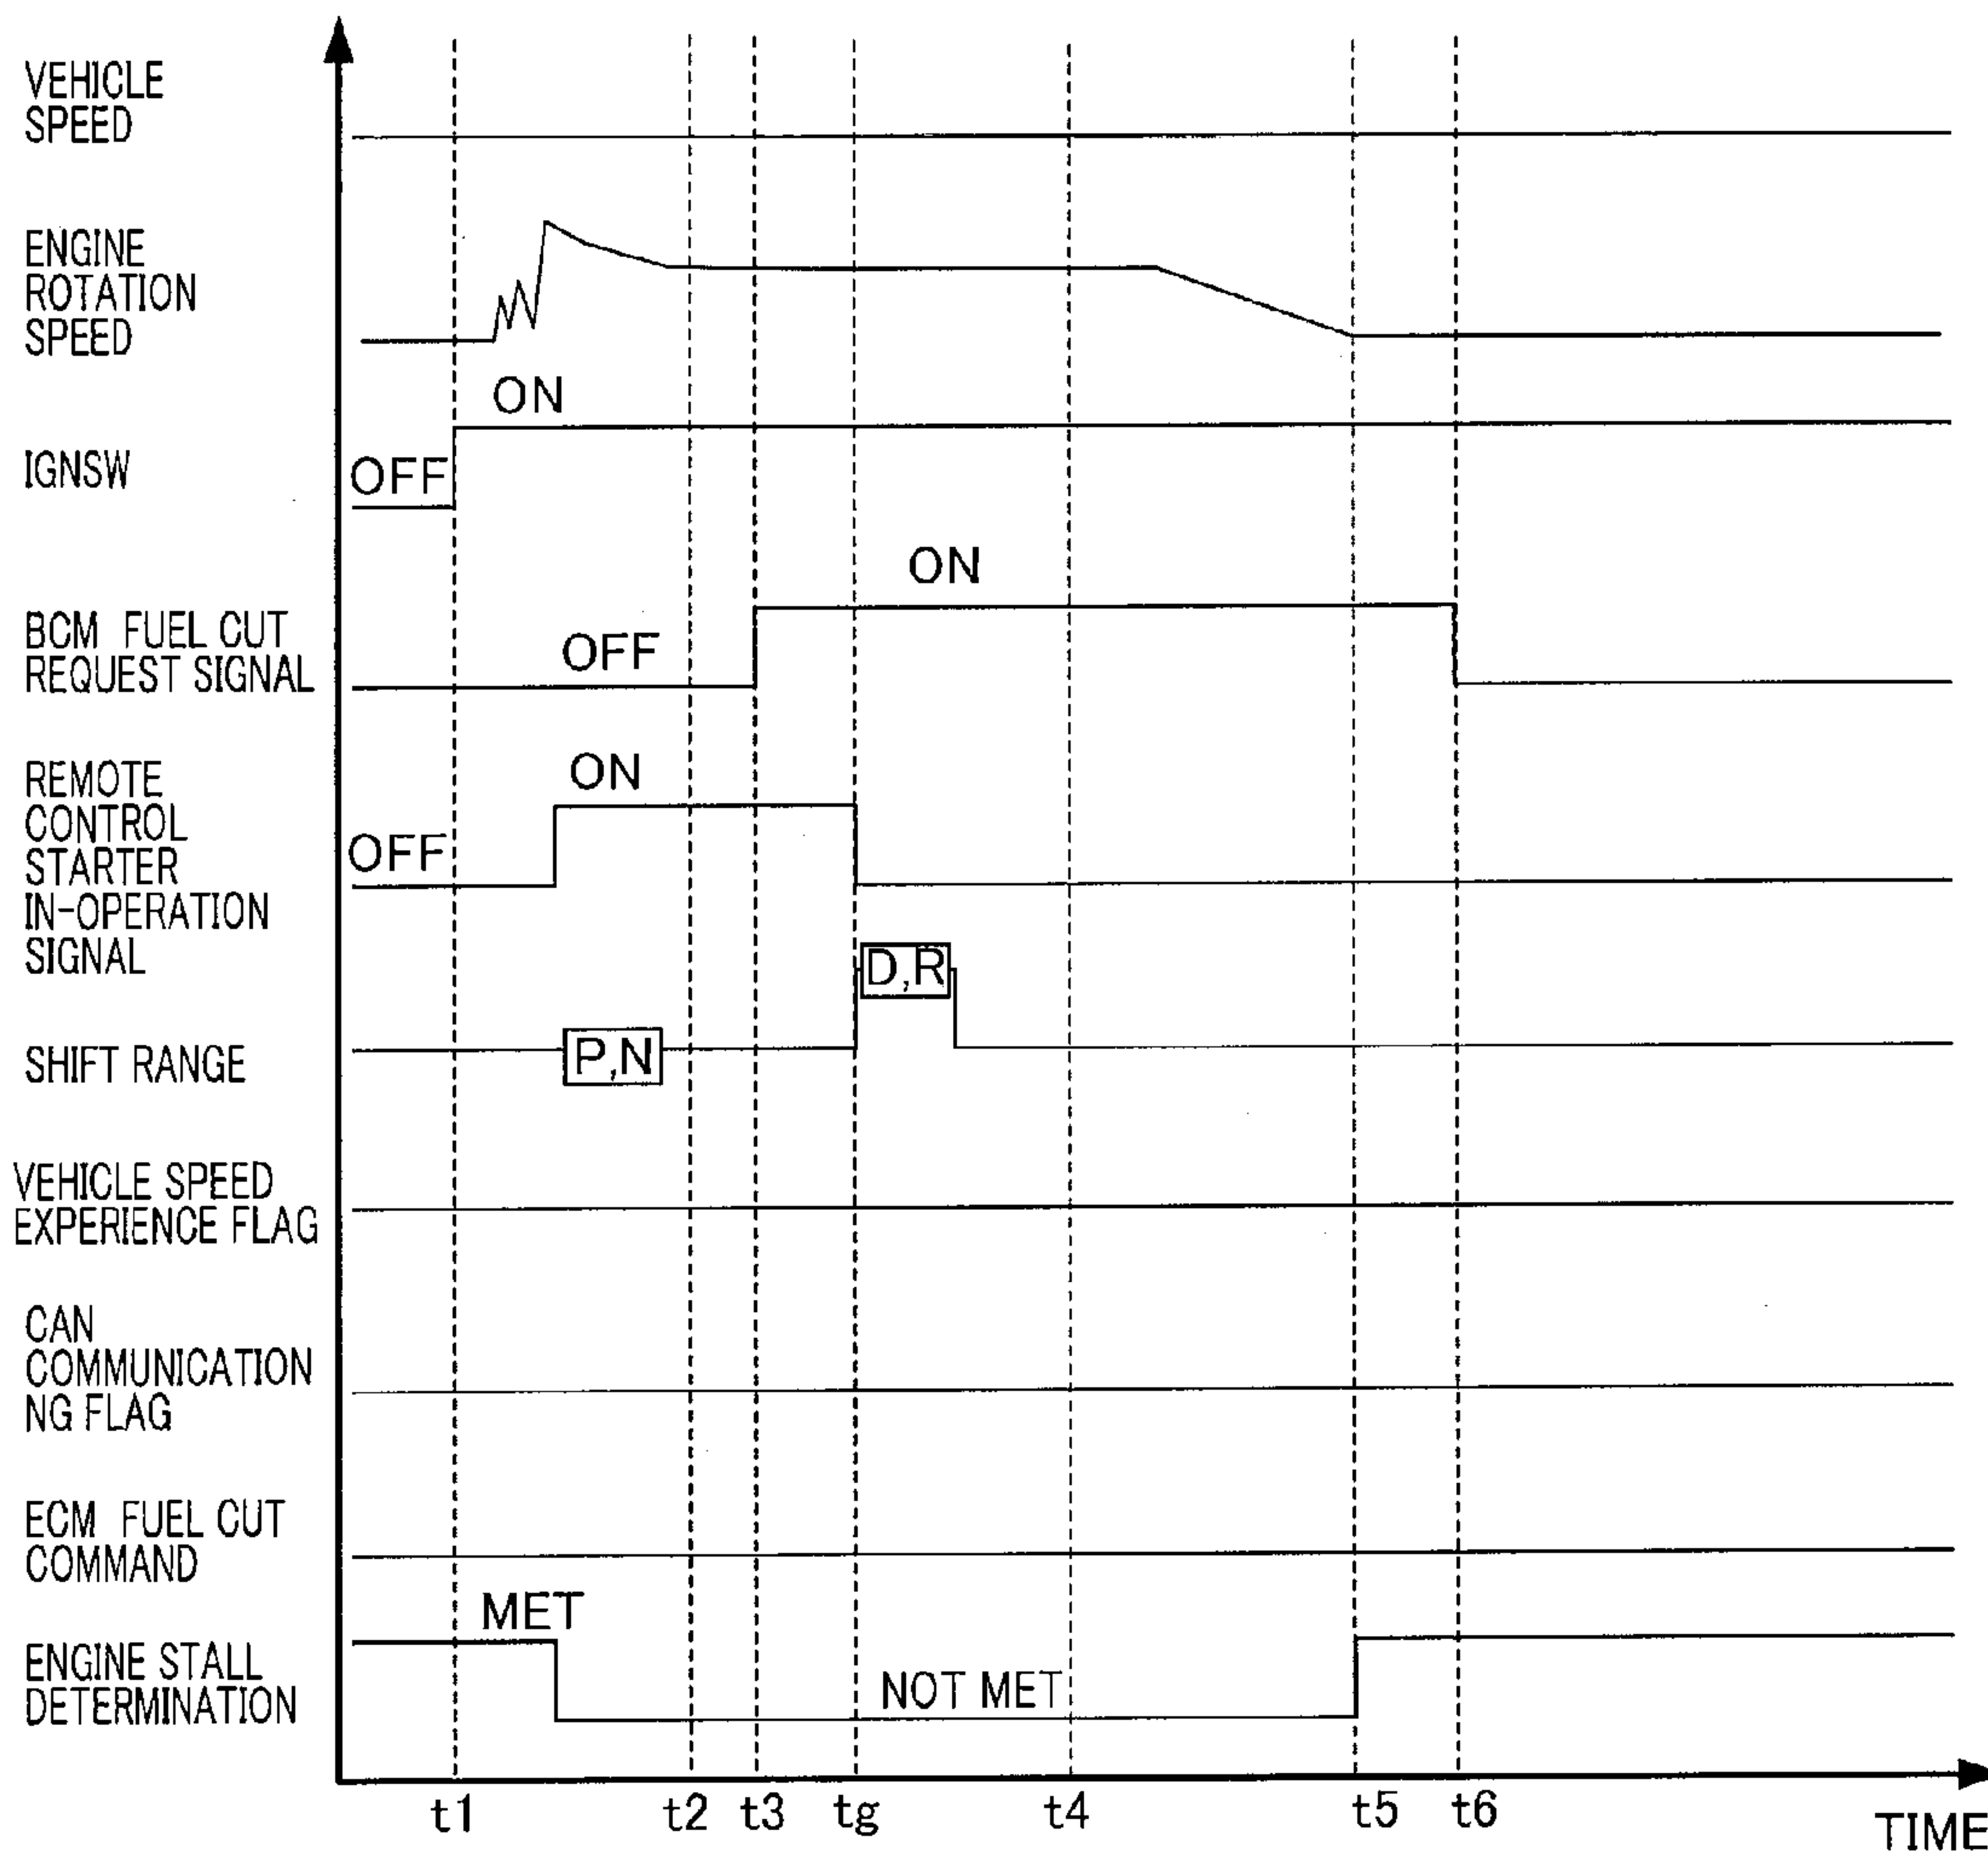 VEHICLE
SPEED
ENGINE
ROTATION
SPEED
ON
IGNSW
OFF
ON
BCM FUEL CUT
REQUEST SIGNAL
OFF
REMOTE
CONTROL
STARTER
IN-OPERATION
SIGNAL
ON
OFF
D,R
SHIFT RANGE
P,N
VEHICLE SPEED
EXPERIENCE FLAG
CAN
COMMUNICATION
NG FLAG
ECM FUEL CUT
COMMAND
MET
ENGINE STALL
DETERMINATION
NOT MET
t1 t2 t3 tg t4 t5 t6
TIME